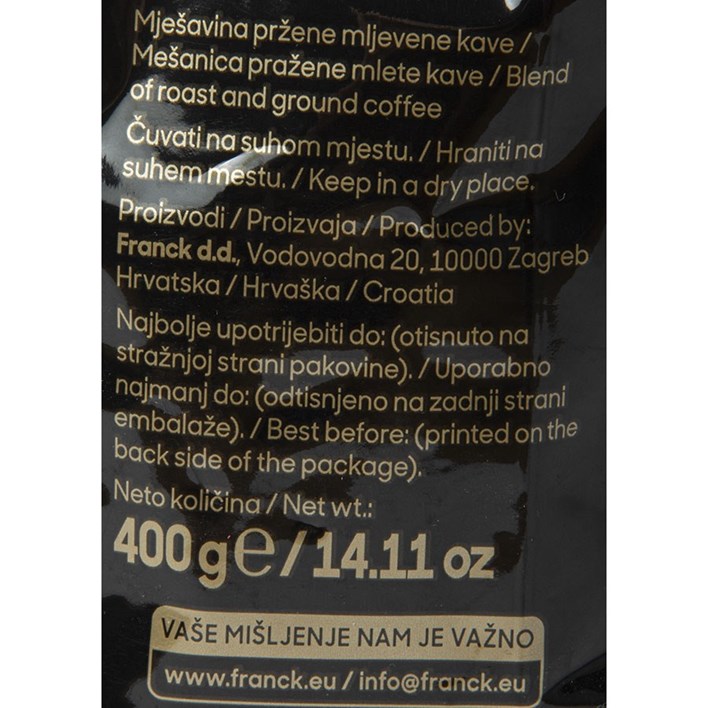 Mješavina pržene mljevene kave /
Mešanica pražene mlete kave / Blend
of roast and ground coffee
Čuvati na suhom mjestu. / Hraniti na
suhem mestu. / Keep in a dry place.
Proizvodi / Proizvaja / Produced by:
Franck d.d., Vodovodna 20, 10000 Zagreb
Hrvatska / Hrvaška / Croatia
Najbolje upotrijebiti do: (otisnuto na
stražnjoj strani pakovine). / Uporabno
najmanj do: (odtisnjeno na zadnji strani
embalaže). / Best before: (printed on the
back side of the package).
Neto količina / Net wt.:
400 g ℮ / 14.11 oz
VAŠE MIŠLJENJE NAM JE VAŽNO
www.franck.eu / info@franck.eu